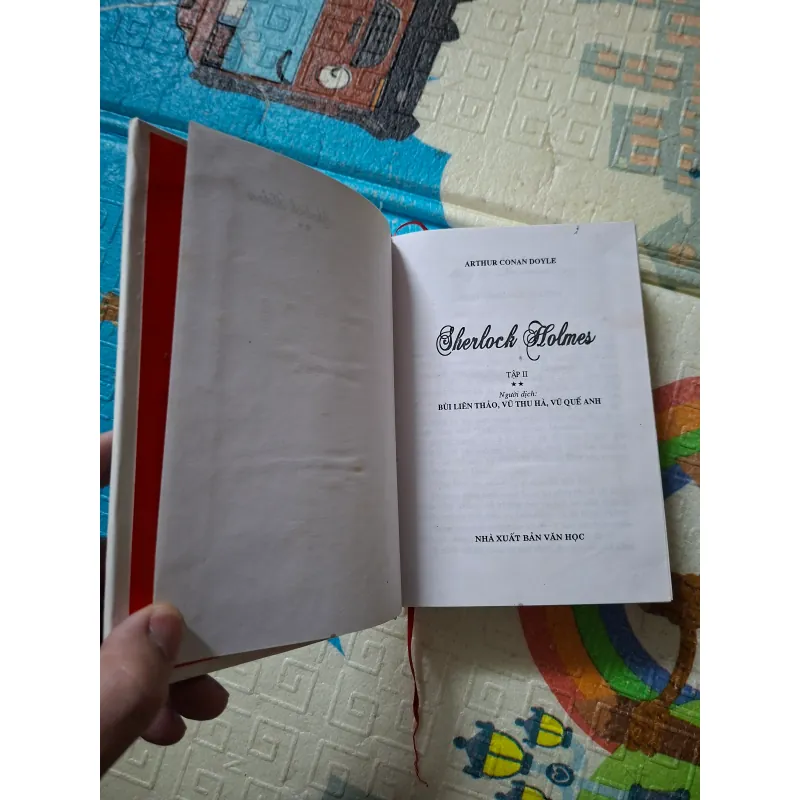 ARTHUR CONAN DOYLE
Sherlock Holmes
TẬP II
★★
Người dịch:
BÙI LIÊN THẢO, VŨ THU HÀ, VŨ QUẾ ANH
NHÀ XUẤT BẢN VĂN HỌC